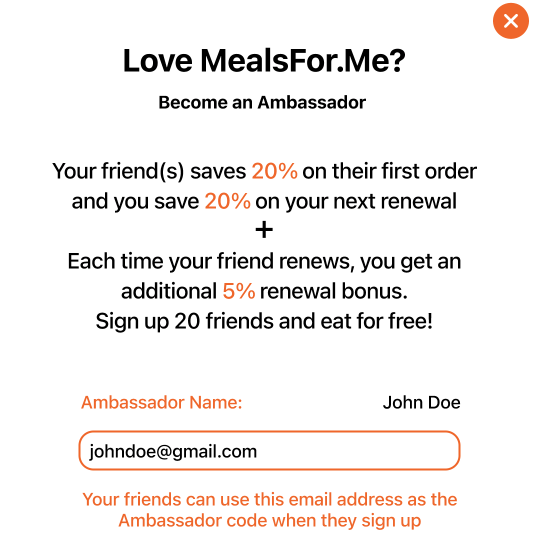 Love MealsFor.Me?
Become an Ambassador
Your friend(s) saves 20% on their first order
and you save 20% on your next renewal
+
Each time your friend renews, you get an
additional 5% renewal bonus.
Sign up 20 friends and eat for free!
Ambassador Name: John Doe
johndoe@gmail.com
Your friends can use this email address as the
Ambassador code when they sign up